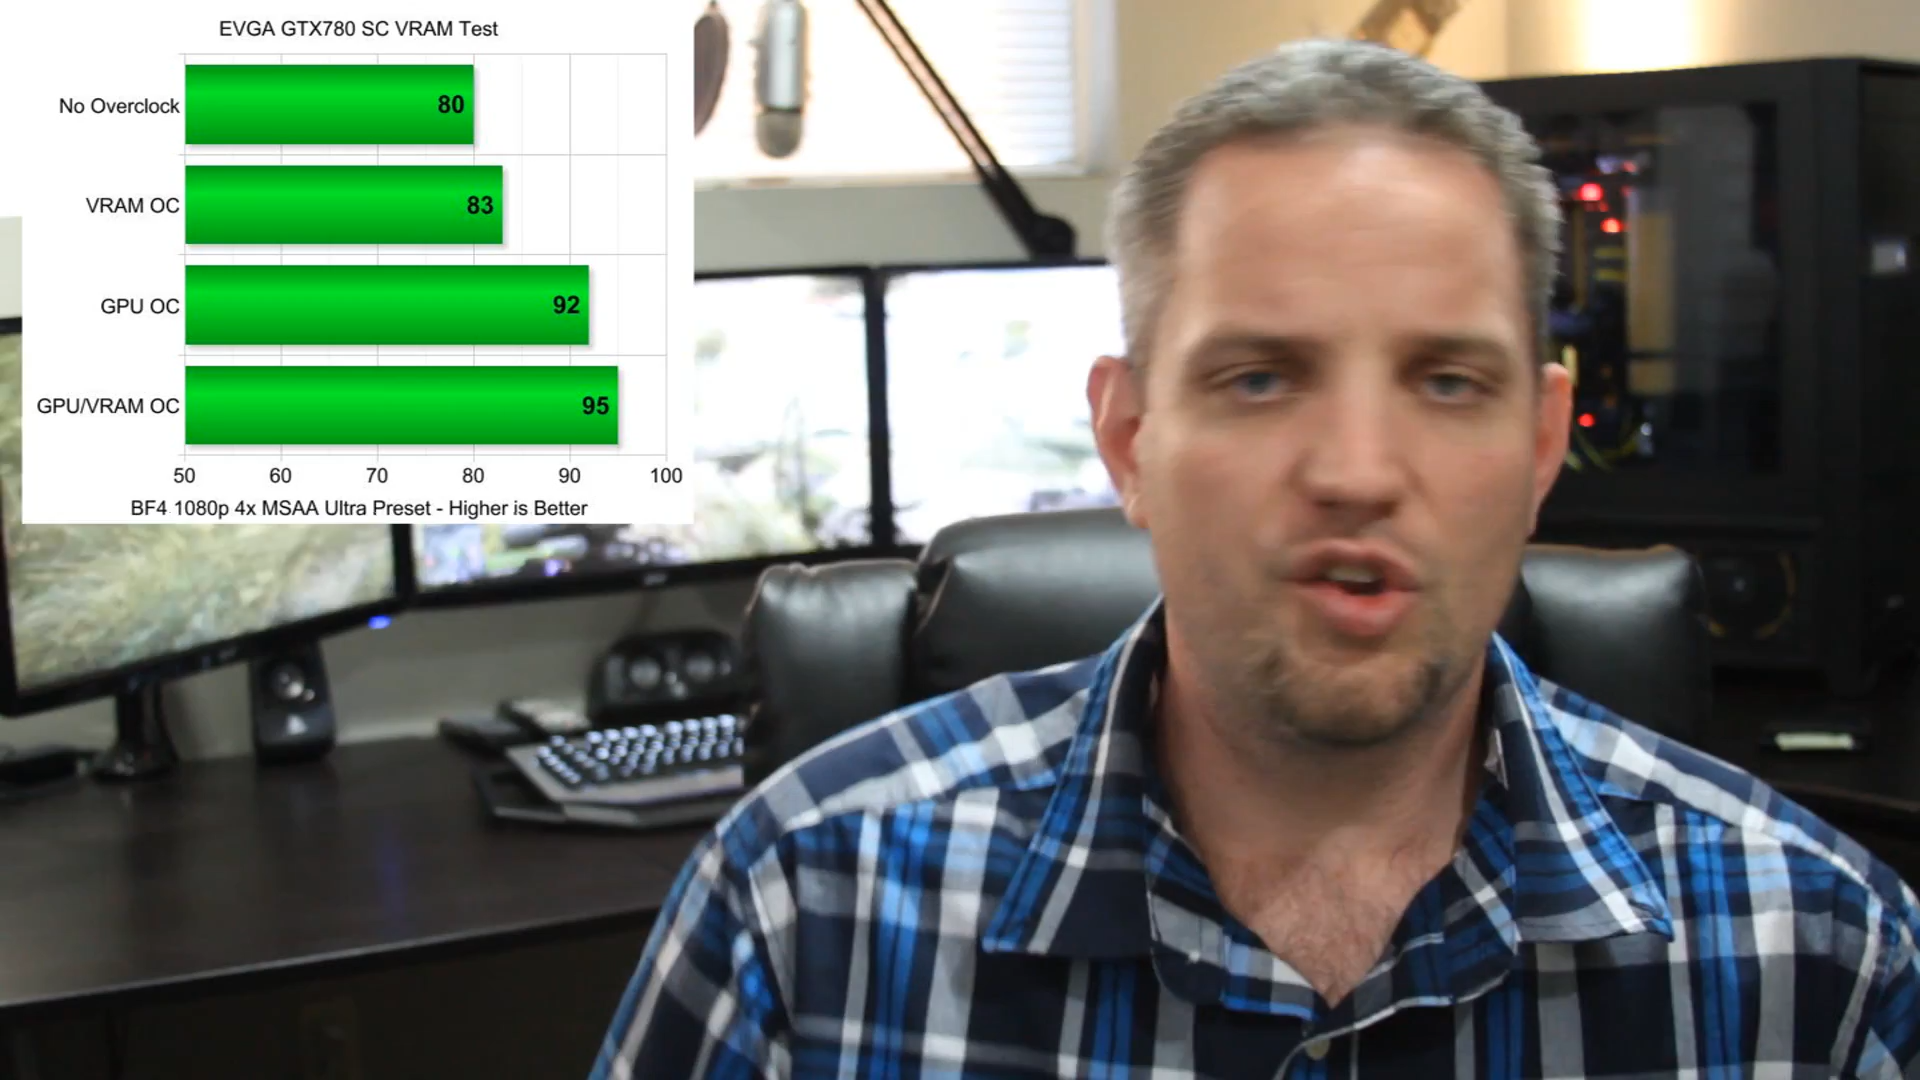 EVGA GTX780 SC VRAM Test
No Overclock 80
VRAM OC 83
GPU OC 92
GPU/VRAM OC 95
50 60 70 80 90 100
BF4 1080p 4x MSAA Ultra Preset - Higher is Better